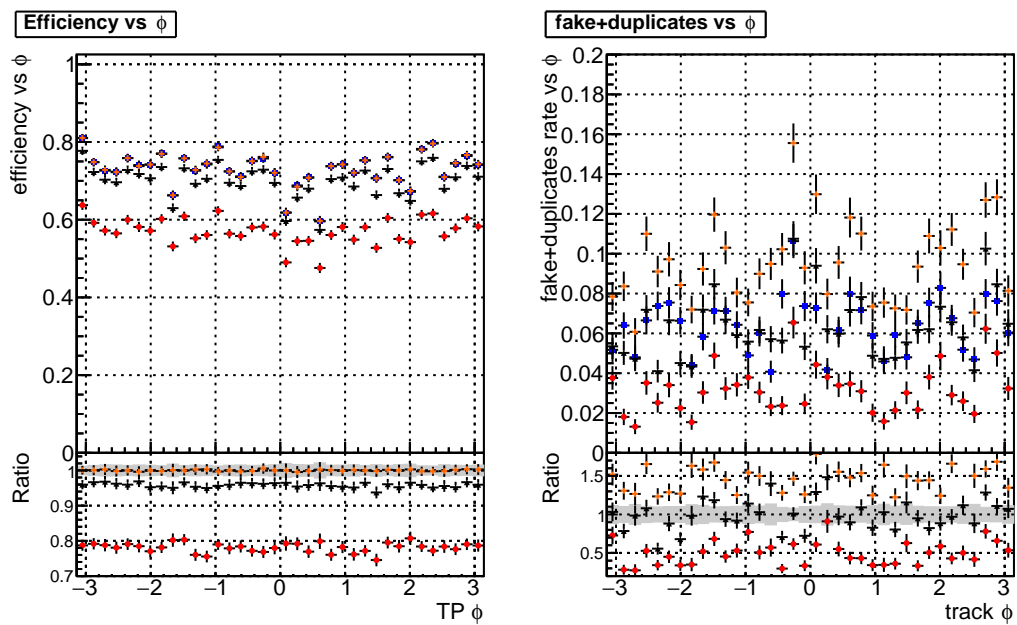 Efficiency vs ϕ
efficiency vs ϕ
1
0.8
0.6
0.4
0.2
0
Ratio
1
0.9
0.8
0.7
−3 −2 −1 0 1 2 3
TP ϕ
fake+duplicates vs ϕ
fake+duplicates rate vs ϕ
0.2
0.18
0.16
0.14
0.12
0.1
0.08
0.06
0.04
0.02
0
Ratio
1.5
1
0.5
−3 −2 −1 0 1 2 3
track ϕ